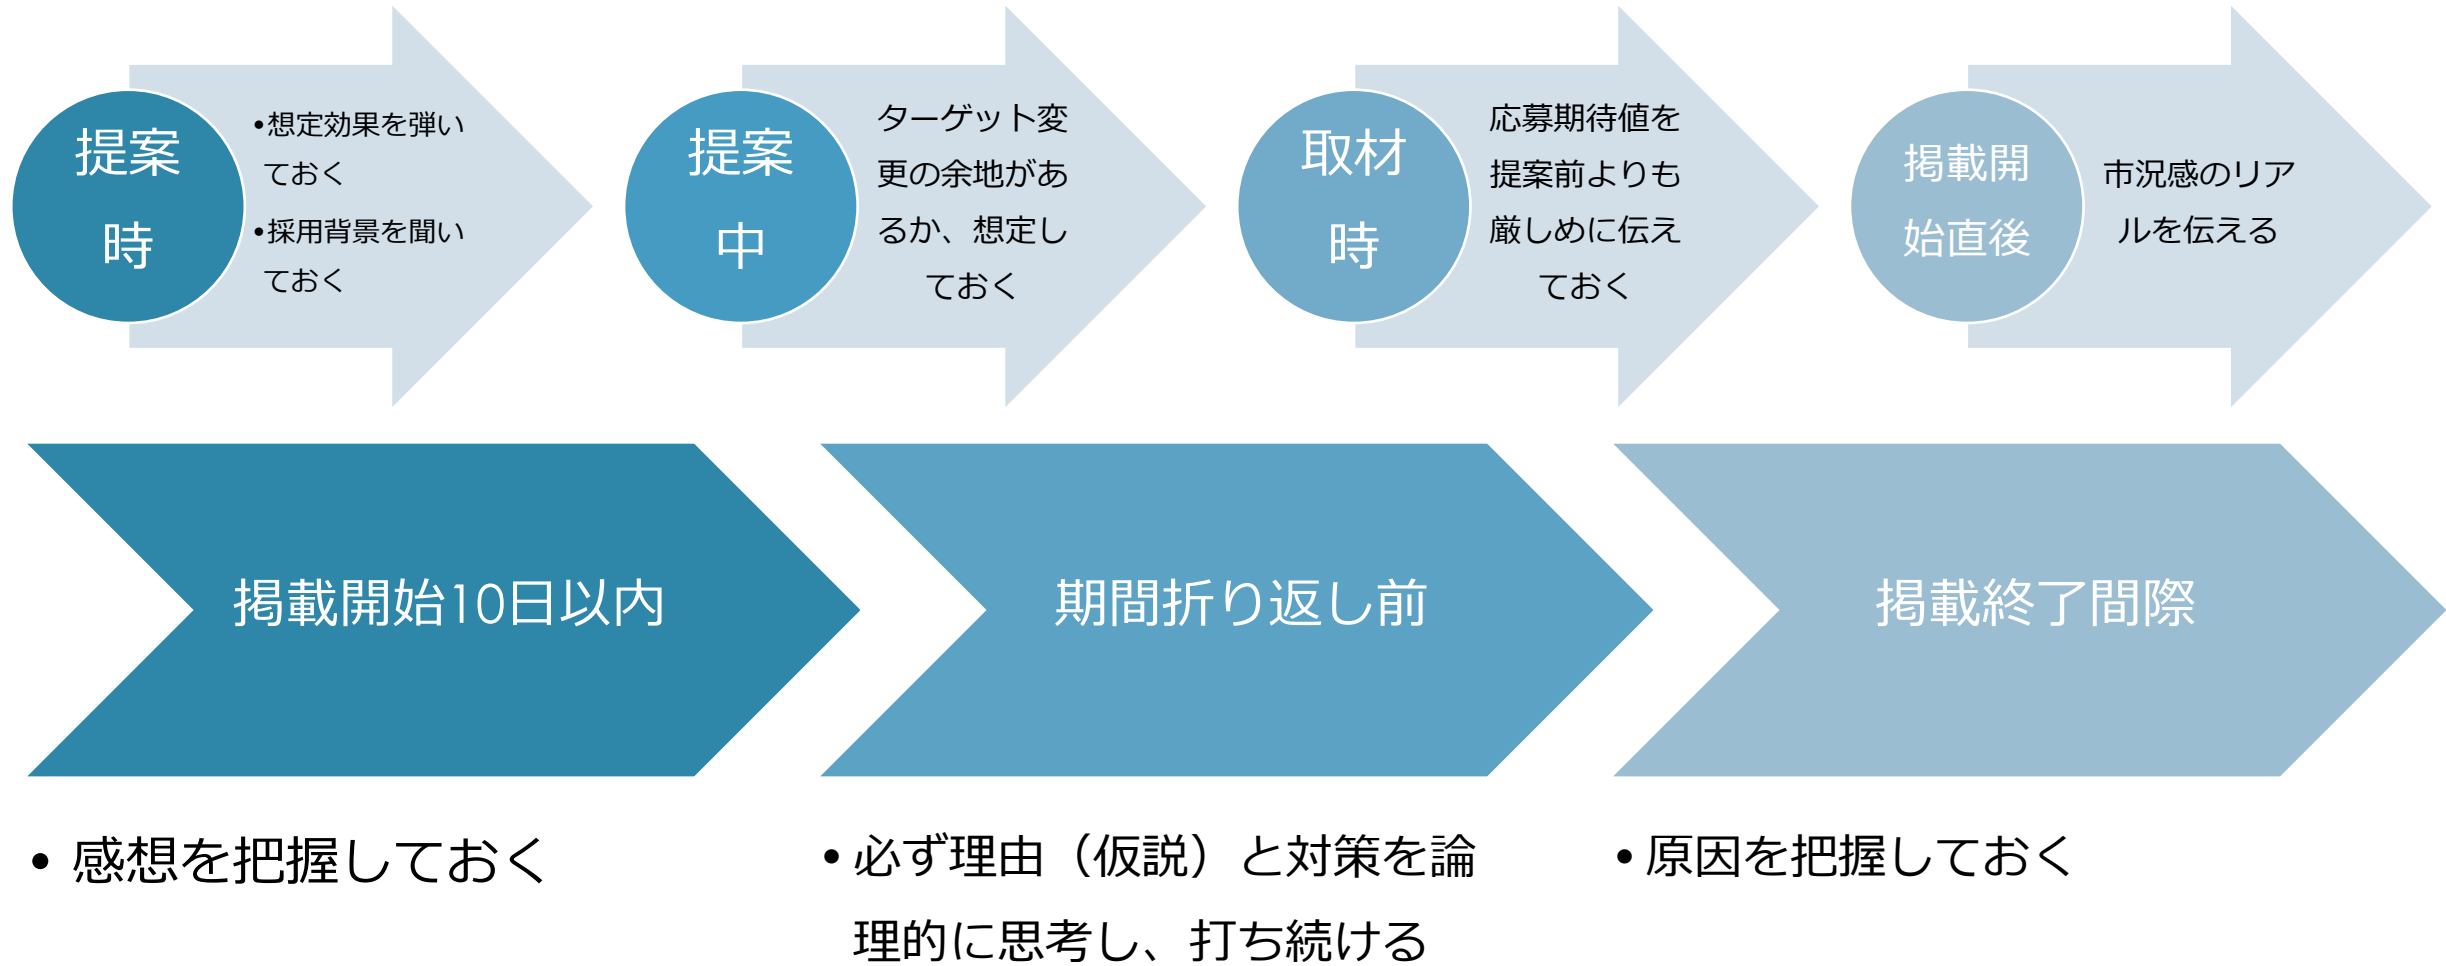 提案
時
•想定効果を弾い
ておく
•採用背景を聞い
ておく
提案
中
ターゲット変
更の余地があ
るか、想定し
ておく
取材
時
応募期待値を
提案前よりも
厳しめに伝え
ておく
掲載開
始直後
市況感のリア
ルを伝える
掲載開始10日以内
期間折り返し前
掲載終了間際
• 感想を把握しておく
• 必ず理由（仮説）と対策を論
理的に思考し、打ち続ける
• 原因を把握しておく